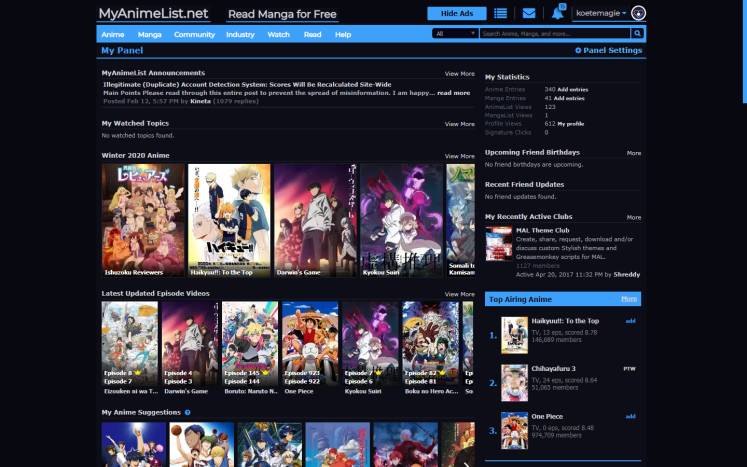 MyAnimeList.net Read Manga for Free Hide Ads koetemagie
Anime Manga Community Industry Watch Read Help All Search Anime, Manga, and more...
My Panel Panel Settings
MyAnimeList Announcements View More
Illegitimate (Duplicate) Account Detection System: Scores Will Be Recalculated Site-Wide
Main Points Please read through this entire post to prevent the spread of misinformation. I am happy... read more
Posted Feb 12, 5:57 PM by Kineta (1079 replies)
My Watched Topics View More
No watched topics found.
Winter 2020 Anime View More
Ishuzoku Reviewers
Haikyuu!!: To the Top
Darwin's Game
Kyokou Suiri
Somali to
Kamisam
Latest Updated Episode Videos View More
Episode 8
Episode 7
Eizouken ni wa T...
Episode 4
Episode 3
Darwin's Game
Episode 145
Episode 144
Boruto: Naruto N...
Episode 923
Episode 922
One Piece
Episode 7
Episode 6
Kyokou Suiri
Episode 82
Episode 81
Boku no Hero Ac...
Epis
Epis
Soma
My Anime Suggestions View More
My Statistics
Anime Entries 340 Add entries
Manga Entries 41 Add entries
AnimeList Views 123
MangaList Views 1
Profile Views 612 My profile
Signature Clicks 0
Upcoming Friend Birthdays More
No friend birthdays are upcoming.
Recent Friend Updates
No friend updates found.
My Recently Active Clubs More
MAL Theme Club
Create, share, request, download and/or
discuss custom Stylish themes and
Greasemonkey scripts for MAL.
1127 members
Active Apr 20, 2017 11:32 PM by Shreddy
Top Airing Anime More
1. Haikyuu!!: To the Top add
TV, 13 eps, scored 8.78
146,689 members
2. Chihayafuru 3 PTW
TV, 24 eps, scored 8.64
51,065 members
3. One Piece add
TV, 0 eps, scored 8.48
974,709 members